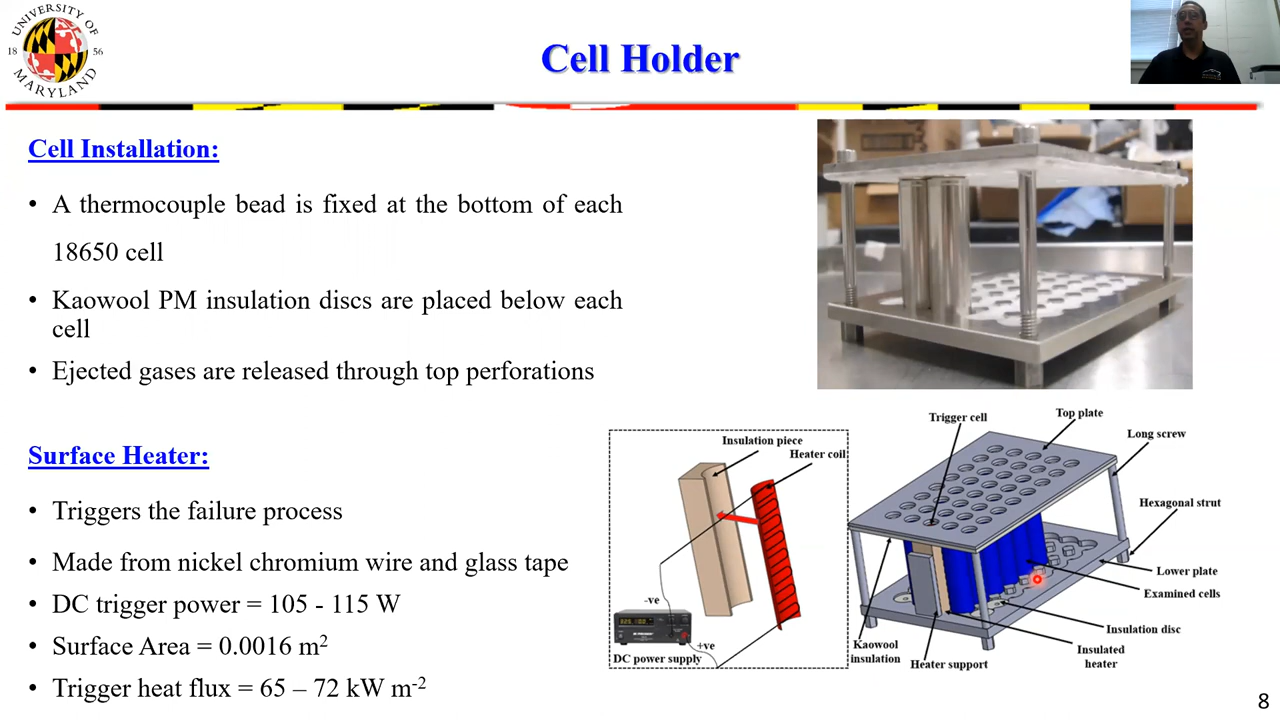 UNIVERSITY OF
18 56
MARYLAND
Cell Holder
Cell Installation:
• A thermocouple bead is fixed at the bottom of each
18650 cell
• Kaowool PM insulation discs are placed below each
cell
• Ejected gases are released through top perforations
Surface Heater:
• Triggers the failure process
• Made from nickel chromium wire and glass tape
• DC trigger power = 105 - 115 W
• Surface Area = 0.0016 m²
• Trigger heat flux = 65 – 72 kW m⁻²
Insulation piece
Heater coil
-ve
+ve
DC power supply
Trigger cell
Top plate
Long screw
Hexagonal strut
Lower plate
Examined cells
Insulation disc
Insulated
heater
Heater support
Kaowool
insulation
8